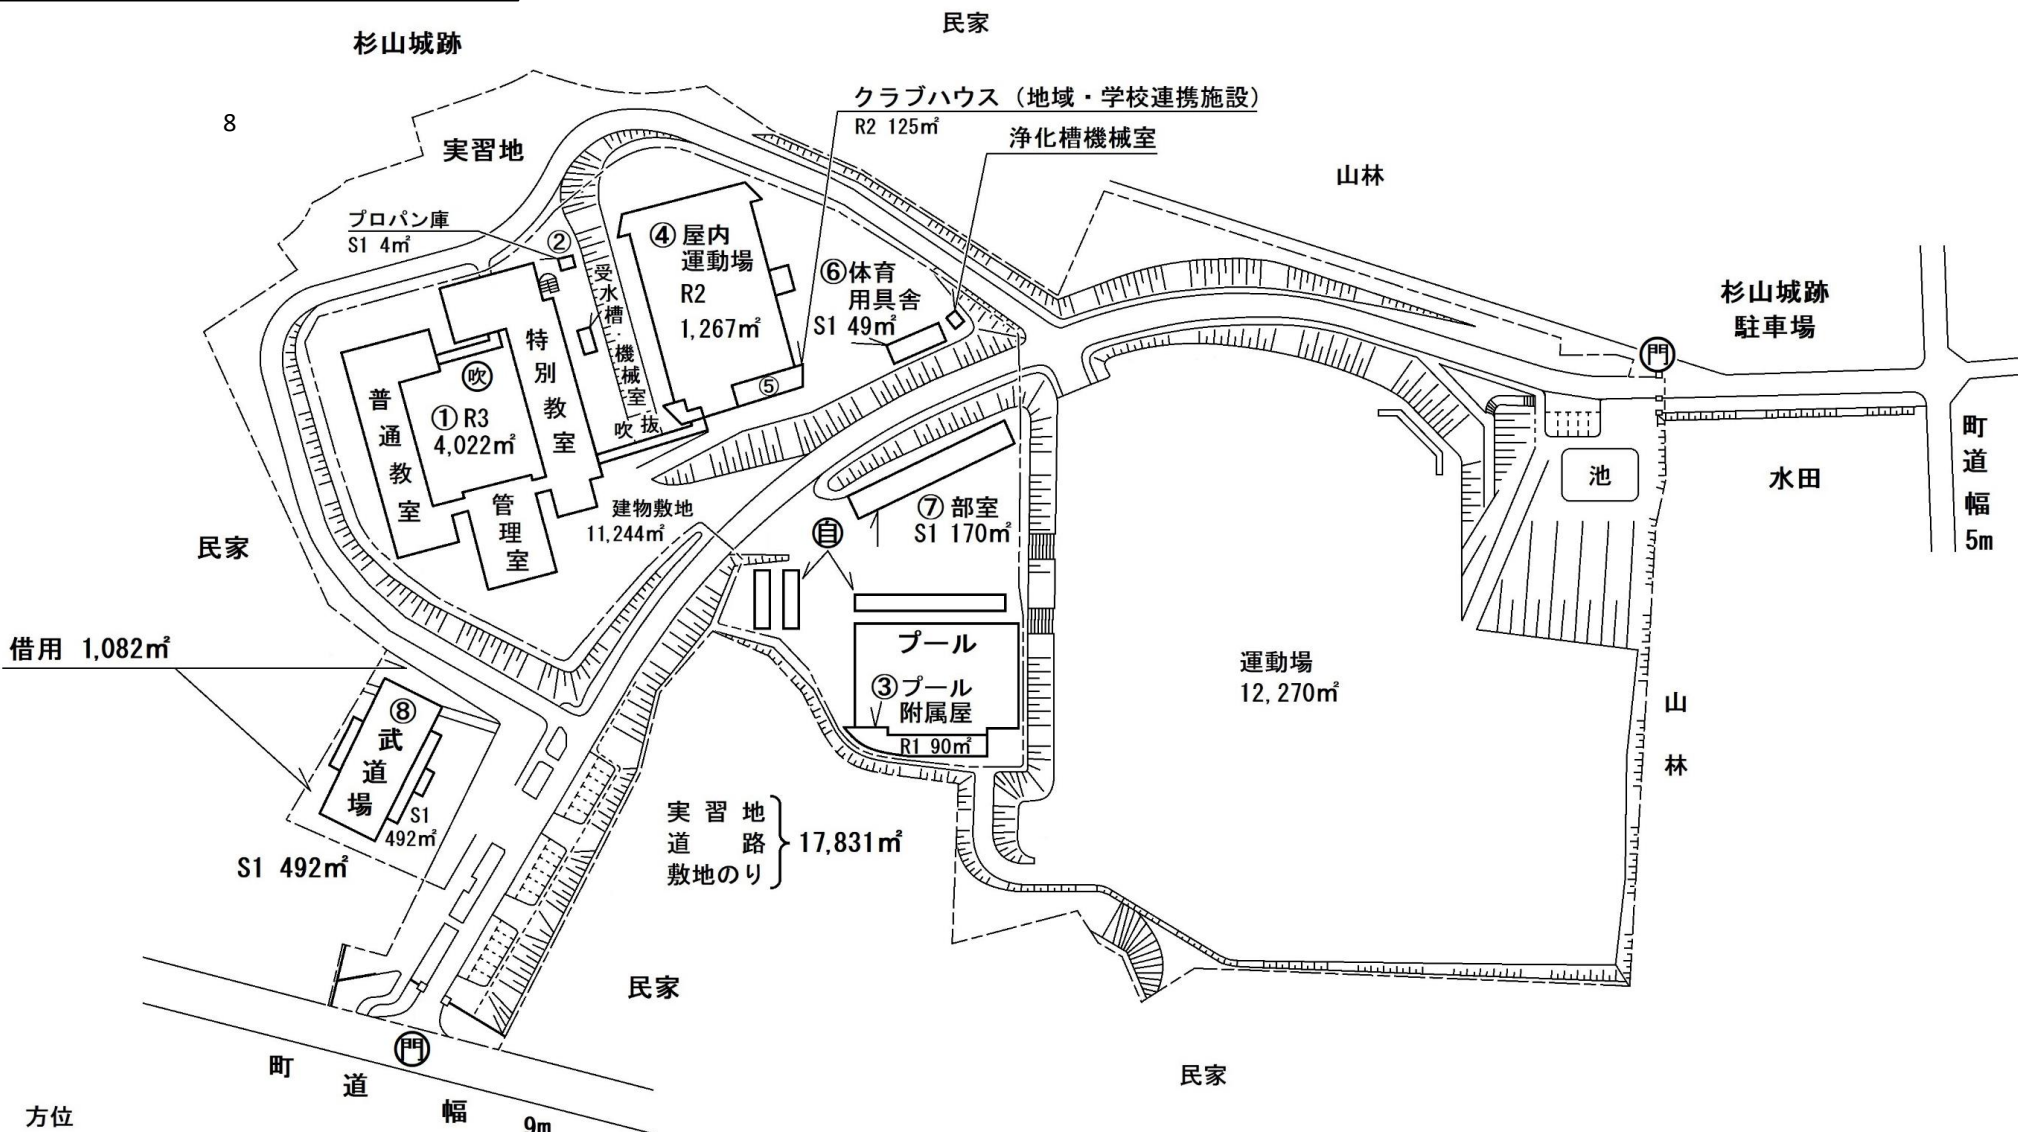 民家
杉山城跡
8
実習地
クラブハウス（地域・学校連携施設）
R2 125㎡
浄化槽機械室
山林
プロパン庫
S1 4㎡
②
④屋内
運動場
R2
1,267㎡
⑤
受水槽・機械室
吹抜
⑥体育
用具舎
S1 49㎡
杉山城跡
駐車場
門
町道幅
5m
水田
池
特別教室
吹
普通教室
①R3
4,022㎡
管理室
建物敷地
11,244㎡
⑦部室
S1 170㎡
自
民家
プール
③プール
附属屋
R1 90㎡
運動場
12,270㎡
山林
借用 1,082㎡
⑧
武道場
S1
492㎡
S1 492㎡
実習地
道路
敷地のり
17,831㎡
民家
門
町道幅
9m
民家
方位